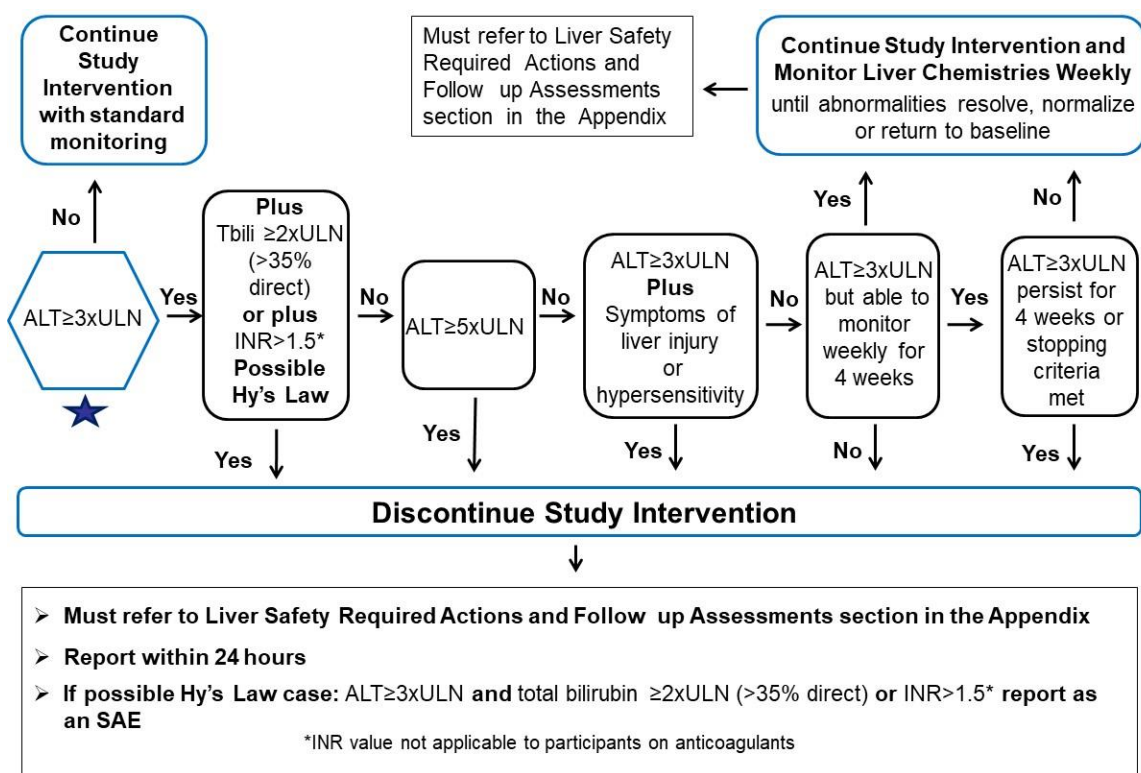 Continue
Study
Intervention
with standard
monitoring
Must refer to Liver Safety
Required Actions and
Follow up Assessments
section in the Appendix
Continue Study Intervention and
Monitor Liver Chemistries Weekly
until abnormalities resolve, normalize
or return to baseline
No
Yes
No
ALT≥3xULN
Yes
Plus
Tbili ≥2xULN
(>35%
direct)
or plus
INR>1.5*
Possible
Hy's Law
No
ALT≥5xULN
No
ALT≥3xULN
Plus
Symptoms of
liver injury
or
hypersensitivity
No
ALT≥3xULN
but able to
monitor
weekly for
4 weeks
Yes
ALT≥3xULN
persist for
4 weeks or
stopping
criteria
met
Yes
Yes
Yes
No
Yes
Discontinue Study Intervention
➢ Must refer to Liver Safety Required Actions and Follow up Assessments section in the Appendix
➢ Report within 24 hours
➢ If possible Hy's Law case: ALT≥3xULN and total bilirubin ≥2xULN (>35% direct) or INR>1.5* report as
an SAE
*INR value not applicable to participants on anticoagulants